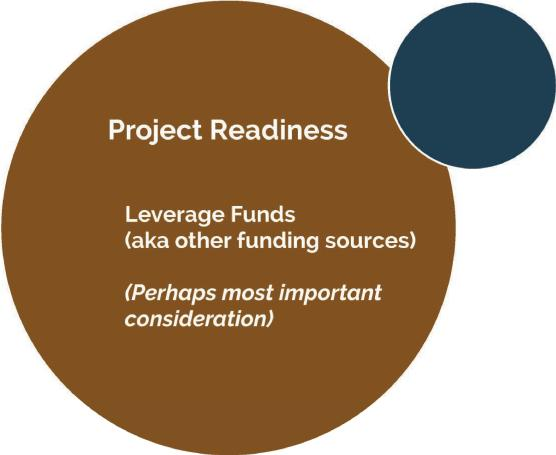 Project Readiness
Leverage Funds
(aka other funding sources)
(Perhaps most important
consideration)